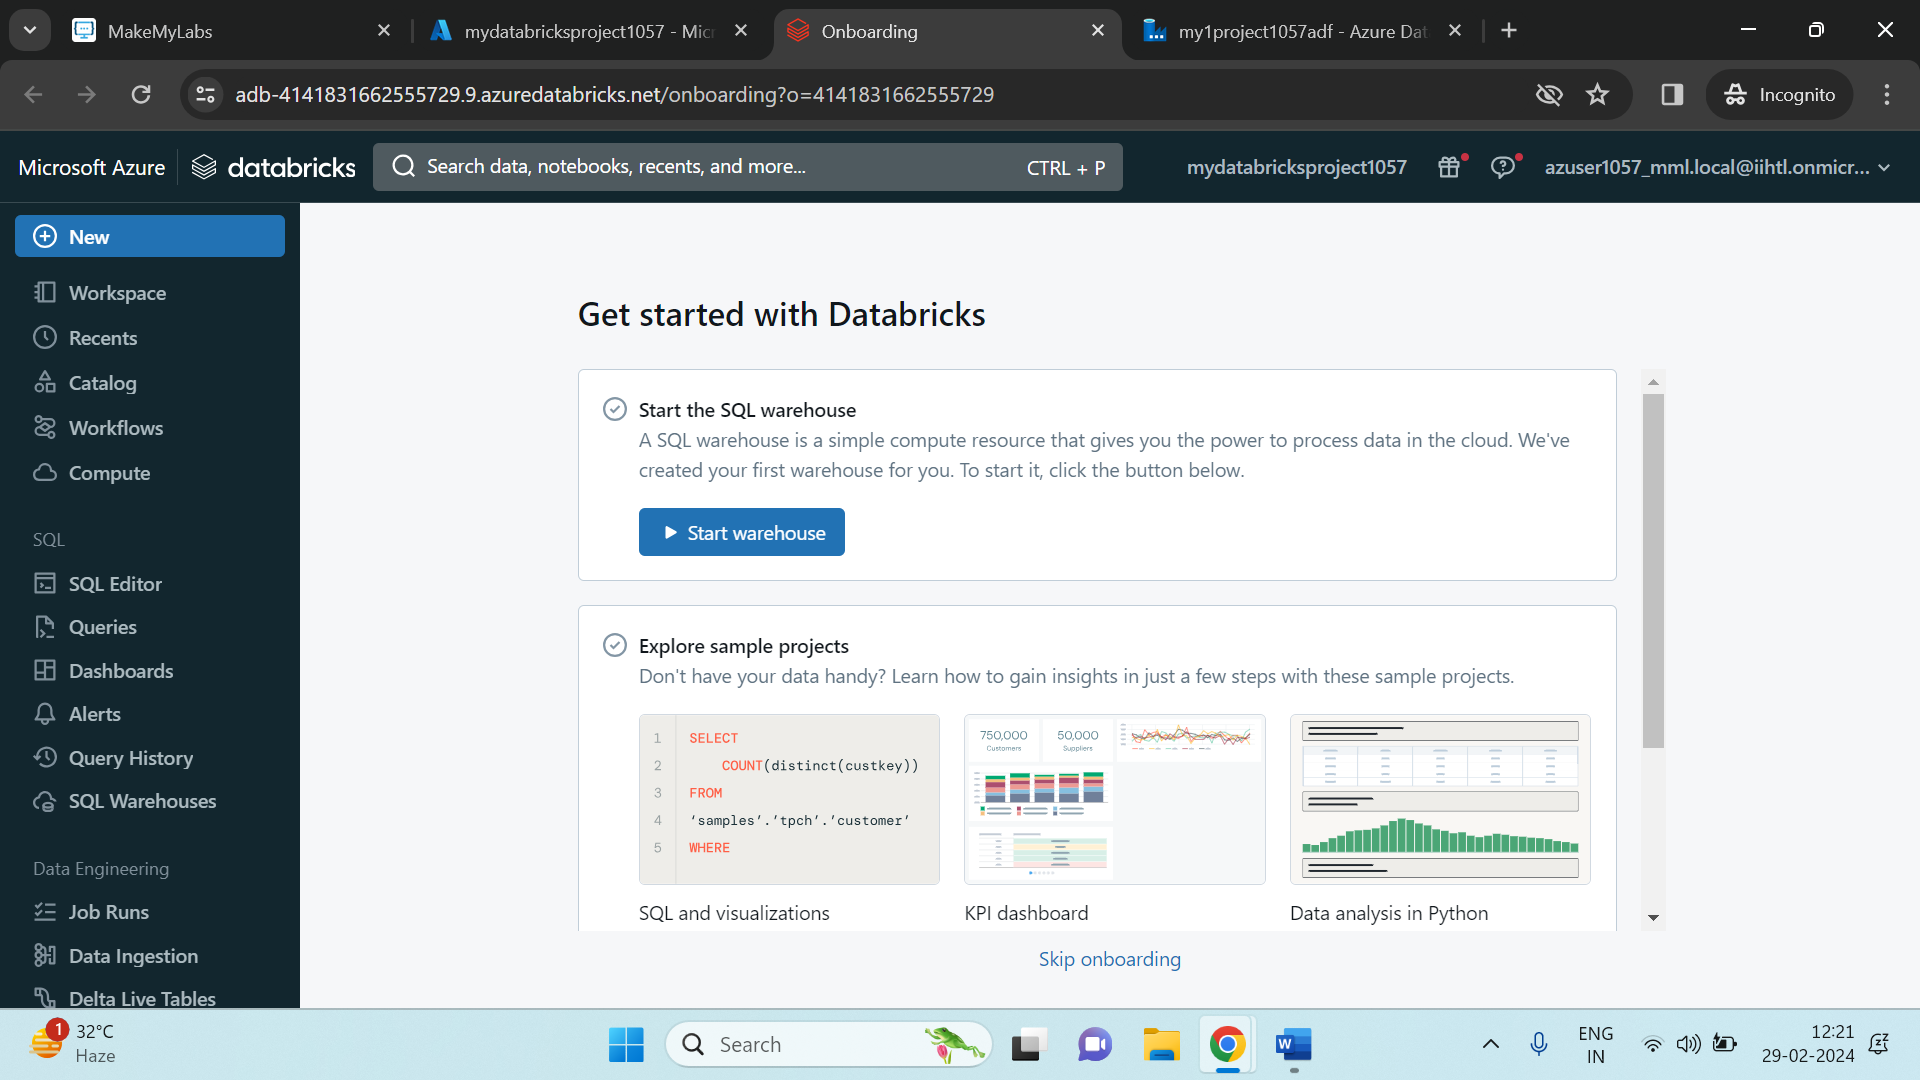 MakeMyLabs
mydatabricksproject1057 - Mic
Onboarding
my1project1057adf - Azure Dat
adb-4141831662555729.9.azuredatabricks.net/onboarding?o=4141831662555729
Incognito
Microsoft Azure
databricks
Search data, notebooks, recents, and more...
CTRL + P
mydatabricksproject1057
azuser1057_mml.local@iihtl.onmicr...
New
Workspace
Recents
Catalog
Workflows
Compute
SQL
SQL Editor
Queries
Dashboards
Alerts
Query History
SQL Warehouses
Data Engineering
Job Runs
Data Ingestion
Delta Live Tables
Get started with Databricks
Start the SQL warehouse
A SQL warehouse is a simple compute resource that gives you the power to process data in the cloud. We've
created your first warehouse for you. To start it, click the button below.
Start warehouse
Explore sample projects
Don't have your data handy? Learn how to gain insights in just a few steps with these sample projects.
1 SELECT
2 COUNT(distinct(custkey))
3 FROM
4 ‘samples’.’tpch’.’customer’
5 WHERE
750,000
Customers
50,000
Suppliers
SQL and visualizations
KPI dashboard
Data analysis in Python
Skip onboarding
1
32°C
Haze
Search
ENG
IN
12:21
29-02-2024